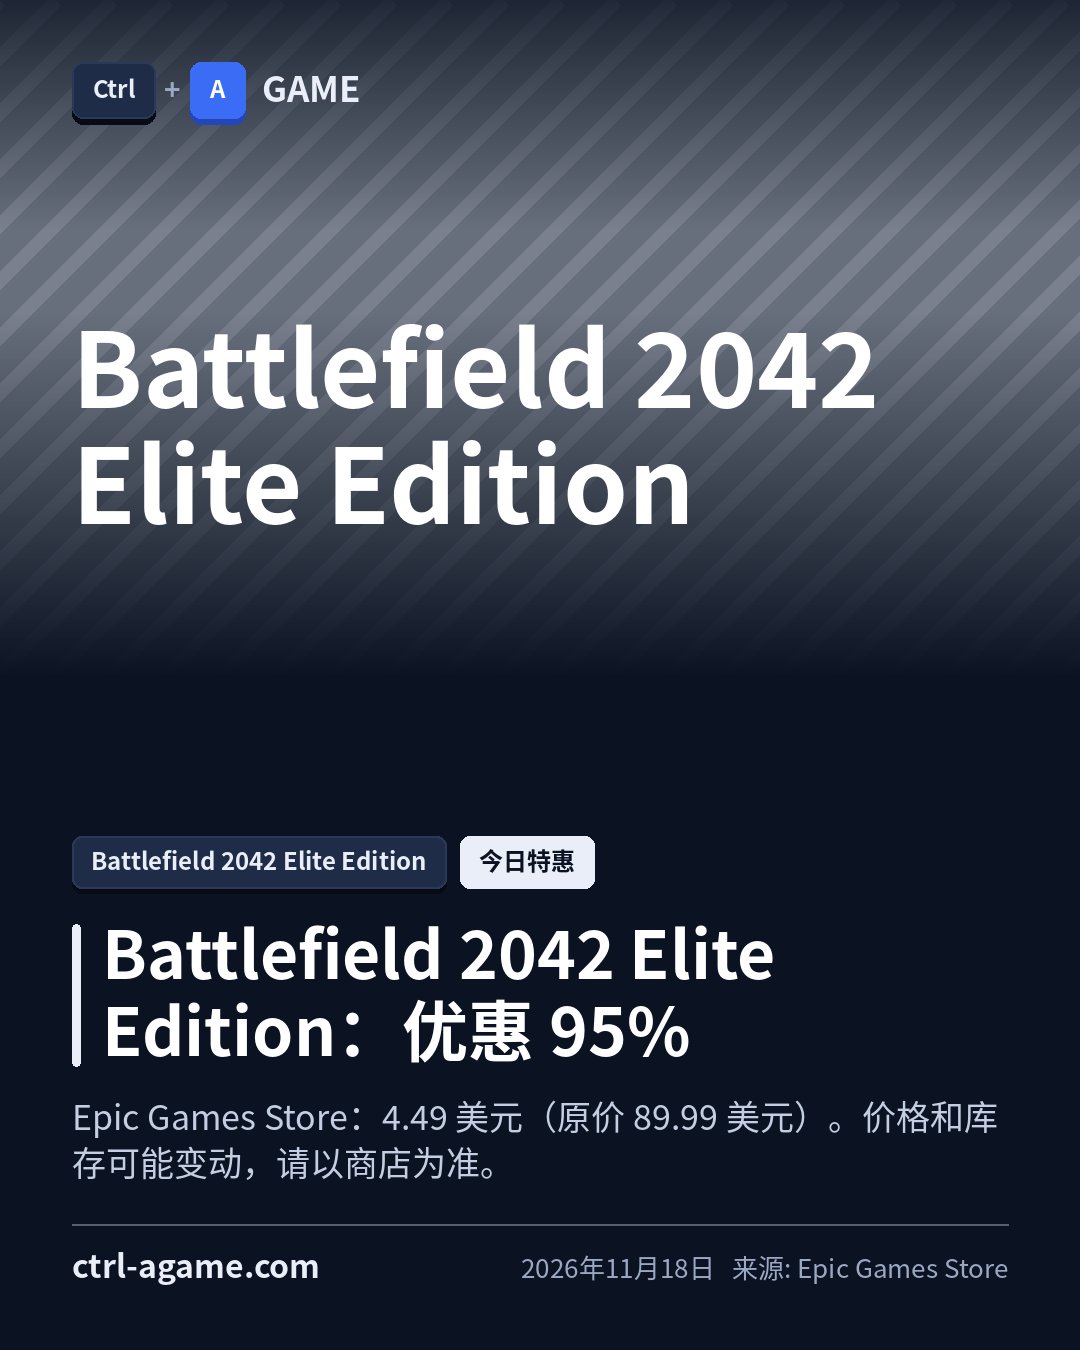 Ctrl + A GAME
Battlefield 2042
Elite Edition
Battlefield 2042 Elite Edition 今日特惠
Battlefield 2042 Elite
Edition：优惠 95%
Epic Games Store：4.49 美元（原价 89.99 美元）。价格和库
存可能变动，请以商店为准。
ctrl-agame.com 2026年11月18日 来源: Epic Games Store